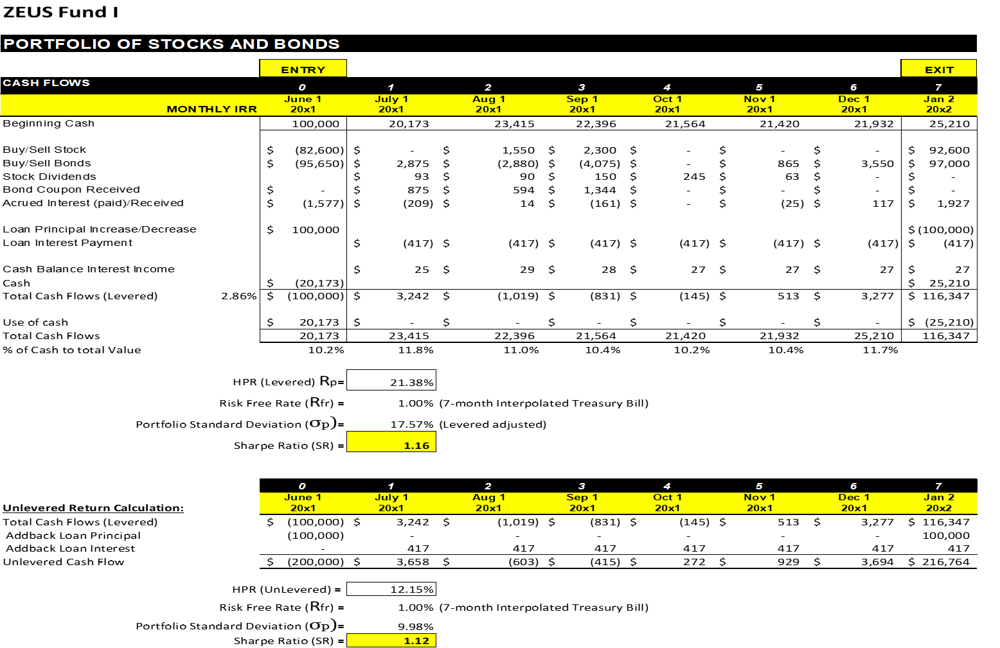 ZEUS Fund I
PORTFOLIO OF STOCKS AND BONDS
ENTRY EXIT
CASH FLOWS 0 1 2 3 4 5 6 7
June 1 July 1 Aug 1 Sep 1 Oct 1 Nov 1 Dec 1 Jan 2
MONTHLY IRR 20x1 20x1 20x1 20x1 20x1 20x1 20x1 20x2
Beginning Cash 100,000 20,173 23,415 22,396 21,564 21,420 21,932 25,210
Buy/Sell Stock $ (82,600) $ - $ 1,550 $ 2,300 $ - $ - $ - $ 92,600
Buy/Sell Bonds $ (95,650) $ 2,875 $ (2,880) $ (4,075) $ - $ 865 $ 3,550 $ 97,000
Stock Dividends $ 93 $ 90 $ 150 $ 245 $ 63 $ - $ -
Bond Coupon Received $ - $ 875 $ 594 $ 1,344 $ - $ - $ - $ -
Accrued Interest (paid)/Received $ (1,577) $ (209) $ 14 $ (161) $ - $ (25) $ 117 $ 1,927
Loan Principal Increase/Decrease $ 100,000 $ (100,000)
Loan Interest Payment $ (417) $ (417) $ (417) $ (417) $ (417) $ (417) $ (417)
Cash Balance Interest Income $ 25 $ 29 $ 28 $ 27 $ 27 $ 27 $ 27
Cash $ (20,173) $ 25,210
Total Cash Flows (Levered) 2.86% $ (100,000) $ 3,242 $ (1,019) $ (831) $ (145) $ 513 $ 3,277 $ 116,347
Use of cash $ 20,173 $ - $ - $ - $ - $ - $ - $ (25,210)
Total Cash Flows 20,173 23,415 22,396 21,564 21,420 21,932 25,210 116,347
% of Cash to total Value 10.2% 11.8% 11.0% 10.4% 10.2% 10.4% 11.7%
HPR (Levered) Rp= 21.38%
Risk Free Rate (Rfr) = 1.00% (7-month Interpolated Treasury Bill)
Portfolio Standard Deviation (σp)= 17.57% (Levered adjusted)
Sharpe Ratio (SR) = 1.16
0 1 2 3 4 5 6 7
June 1 July 1 Aug 1 Sep 1 Oct 1 Nov 1 Dec 1 Jan 2
Unlevered Return Calculation: 20x1 20x1 20x1 20x1 20x1 20x1 20x1 20x2
Total Cash Flows (Levered) $ (100,000) $ 3,242 $ (1,019) $ (831) $ (145) $ 513 $ 3,277 $ 116,347
Addback Loan Principal (100,000) - - - - - - 100,000
Addback Loan Interest - 417 417 417 417 417 417 417
Unlevered Cash Flow $ (200,000) $ 3,658 $ (603) $ (415) $ 272 $ 929 $ 3,694 $ 216,764
HPR (UnLevered) = 12.15%
Risk Free Rate (Rfr) = 1.00% (7-month Interpolated Treasury Bill)
Portfolio Standard Deviation (σp)= 9.98%
Sharpe Ratio (SR) = 1.12